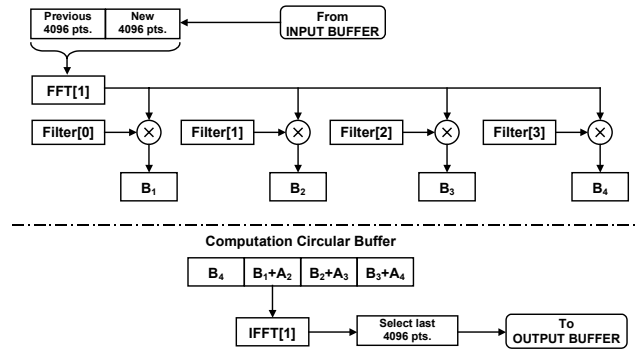 Previous 4096 pts.
New 4096 pts.
From
INPUT BUFFER
FFT[1]
Filter[0]
×
Filter[1]
×
Filter[2]
×
Filter[3]
×
B1
B2
B3
B4
Computation Circular Buffer
B4
B1+A2
B2+A3
B3+A4
IFFT[1]
Select last
4096 pts.
To
OUTPUT BUFFER